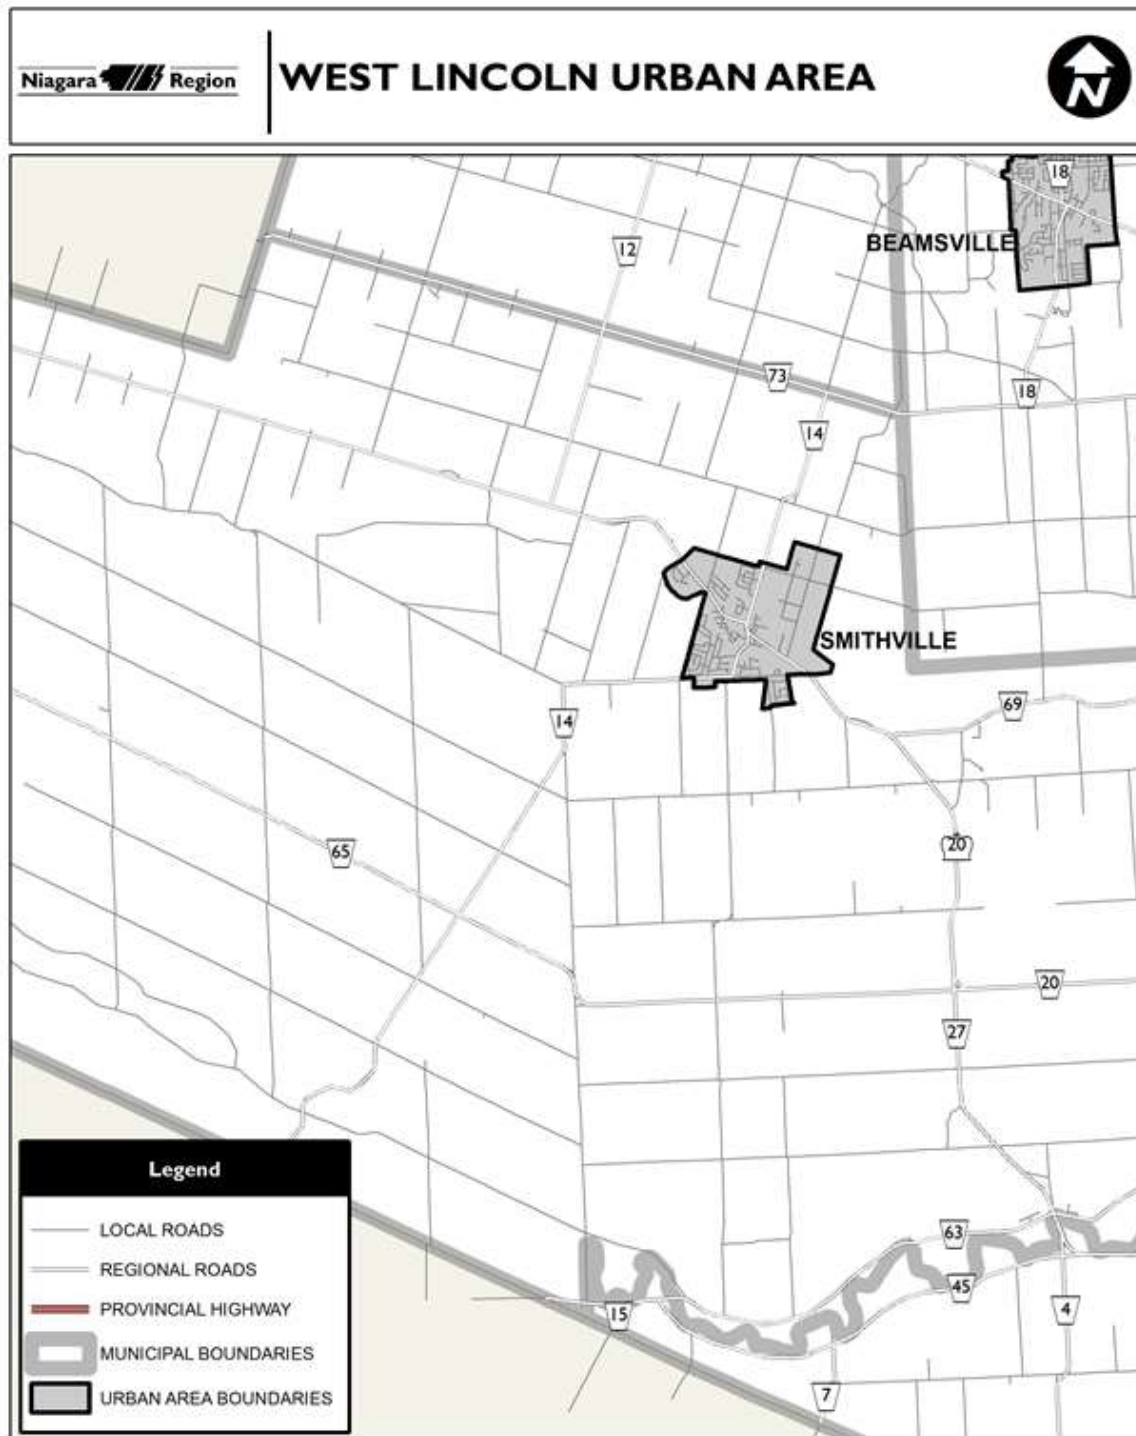 Niagara Region
WEST LINCOLN URBAN AREA
N
18
BEAMSVILLE
12
73
18
14
SMITHVILLE
69
14
20
65
20
27
63
45
15
4
7
Legend
LOCAL ROADS
REGIONAL ROADS
PROVINCIAL HIGHWAY
MUNICIPAL BOUNDARIES
URBAN AREA BOUNDARIES